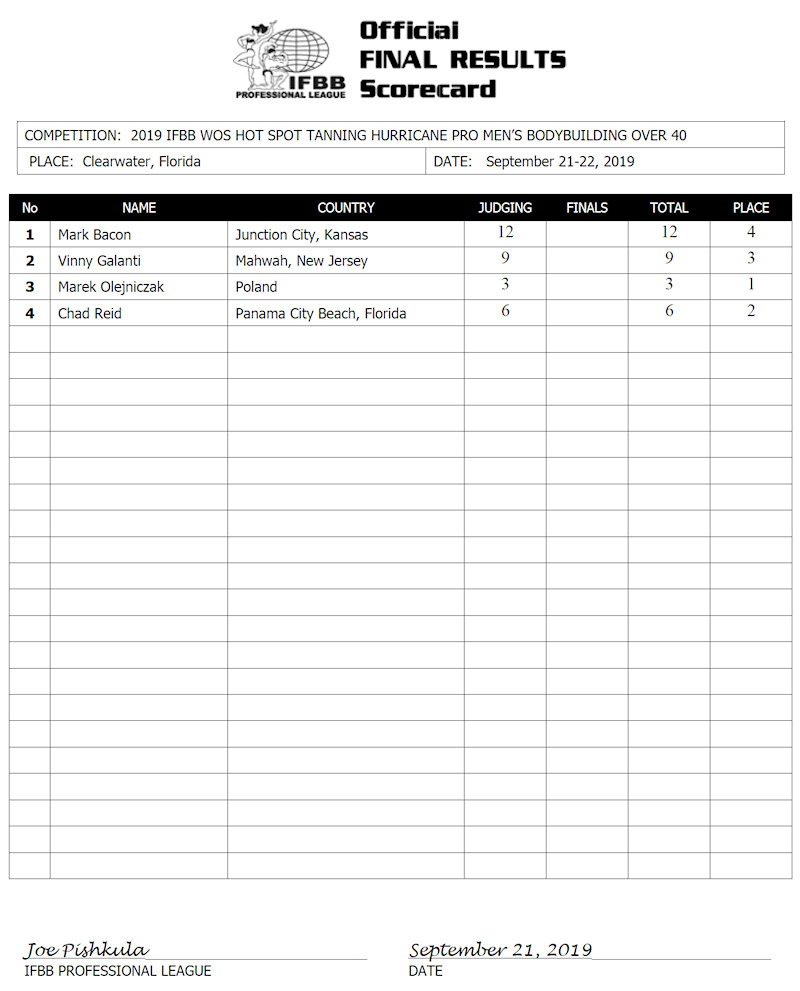 Official
FINAL RESULTS
Scorecard
IFBB
PROFESSIONAL LEAGUE
COMPETITION: 2019 IFBB WOS HOT SPOT TANNING HURRICANE PRO MEN’S BODYBUILDING OVER 40
PLACE: Clearwater, Florida DATE: September 21-22, 2019
No NAME COUNTRY JUDGING FINALS TOTAL PLACE
1 Mark Bacon Junction City, Kansas 12 12 4
2 Vinny Galanti Mahwah, New Jersey 9 9 3
3 Marek Olejniczak Poland 3 3 1
4 Chad Reid Panama City Beach, Florida 6 6 2
Joe Pishkula September 21, 2019
IFBB PROFESSIONAL LEAGUE DATE